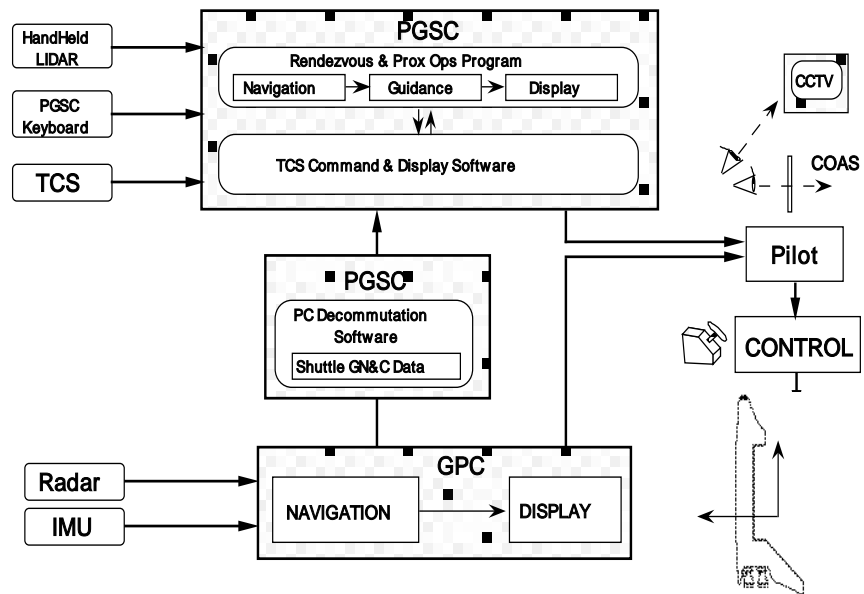 PGSC
HandHeld
LIDAR
Rendezvous & Prox Ops Program
Navigation
Guidance
Display
PGSC
Keyboard
TCS Command & Display Software
TCS
CCTV
COAS
Pilot
PGSC
PC Decommutation
Software
Shuttle GN&C Data
CONTROL
GPC
Radar
IMU
NAVIGATION
DISPLAY